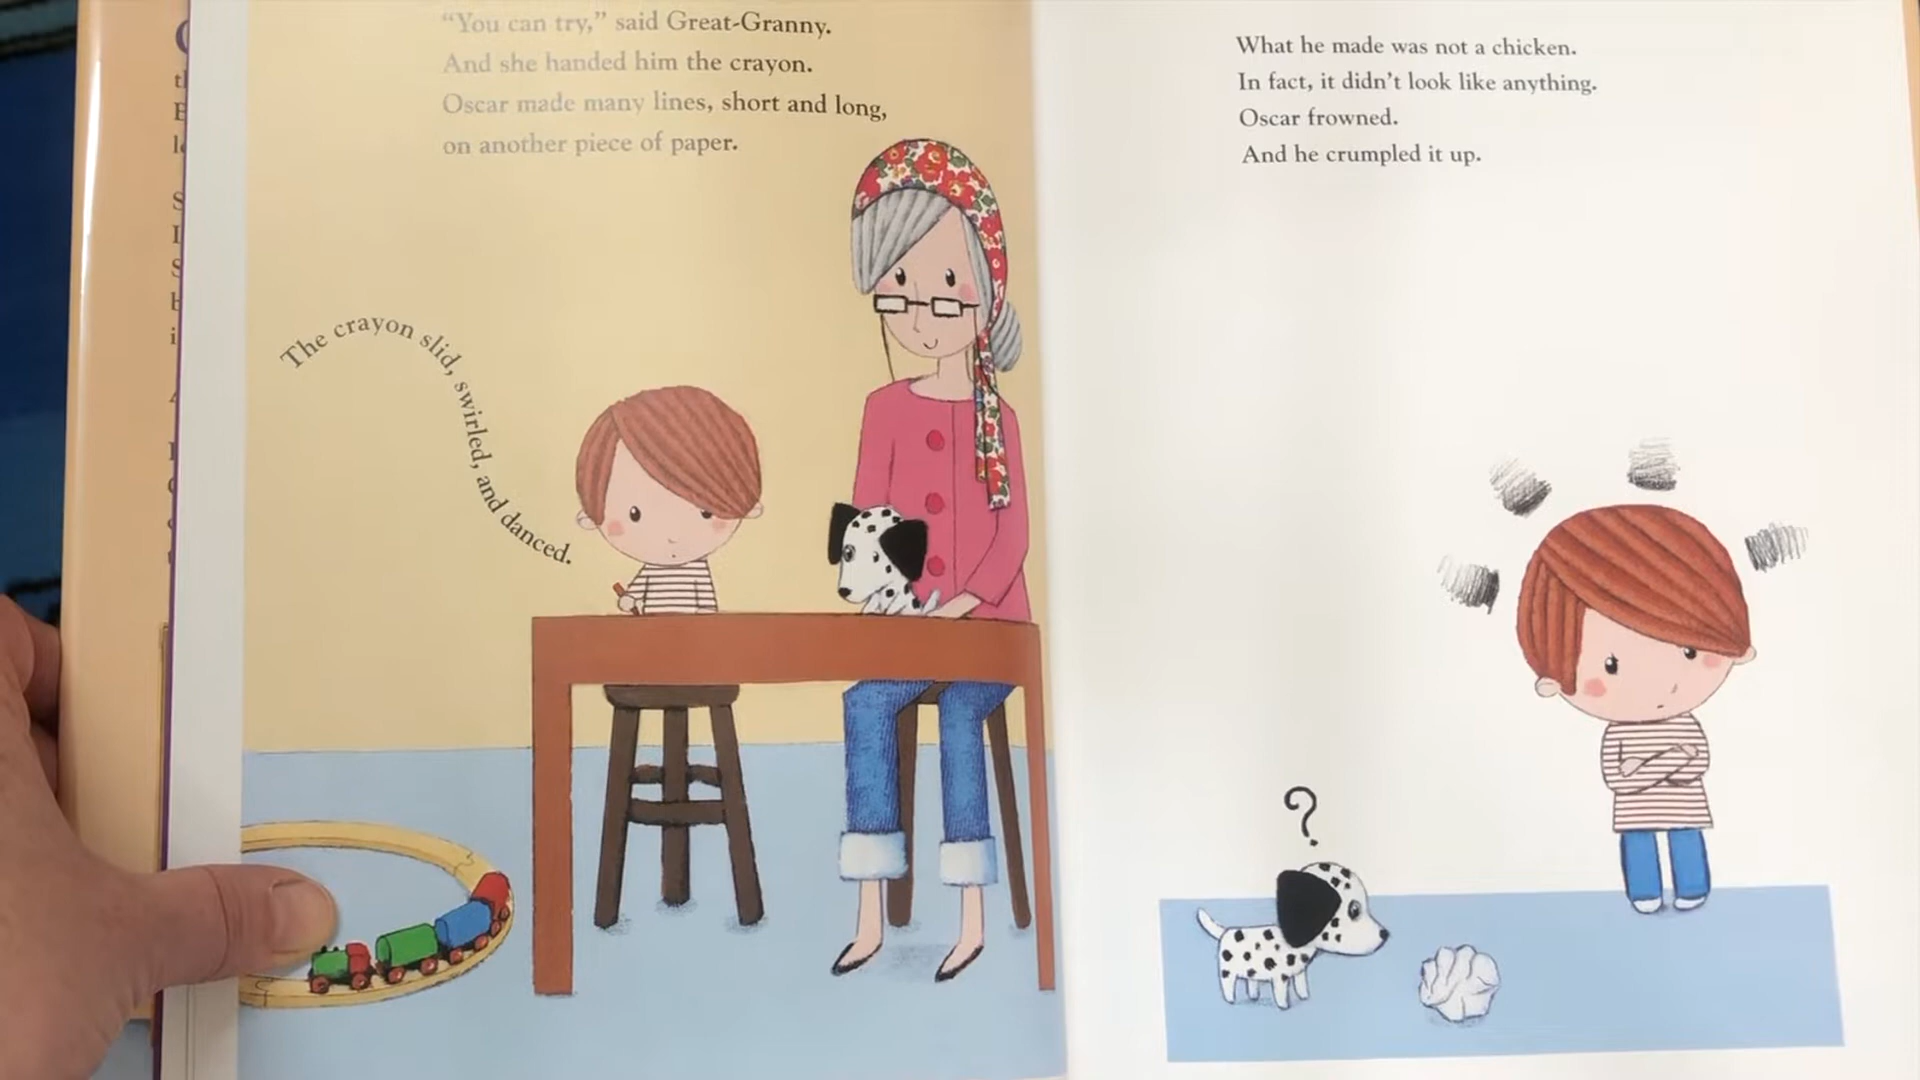 “You can try,” said Great-Granny.
And she handed him the crayon.
Oscar made many lines, short and long,
on another piece of paper.
The crayon slid, swirled, and danced.
What he made was not a chicken.
In fact, it didn’t look like anything.
Oscar frowned.
And he crumpled it up.
?